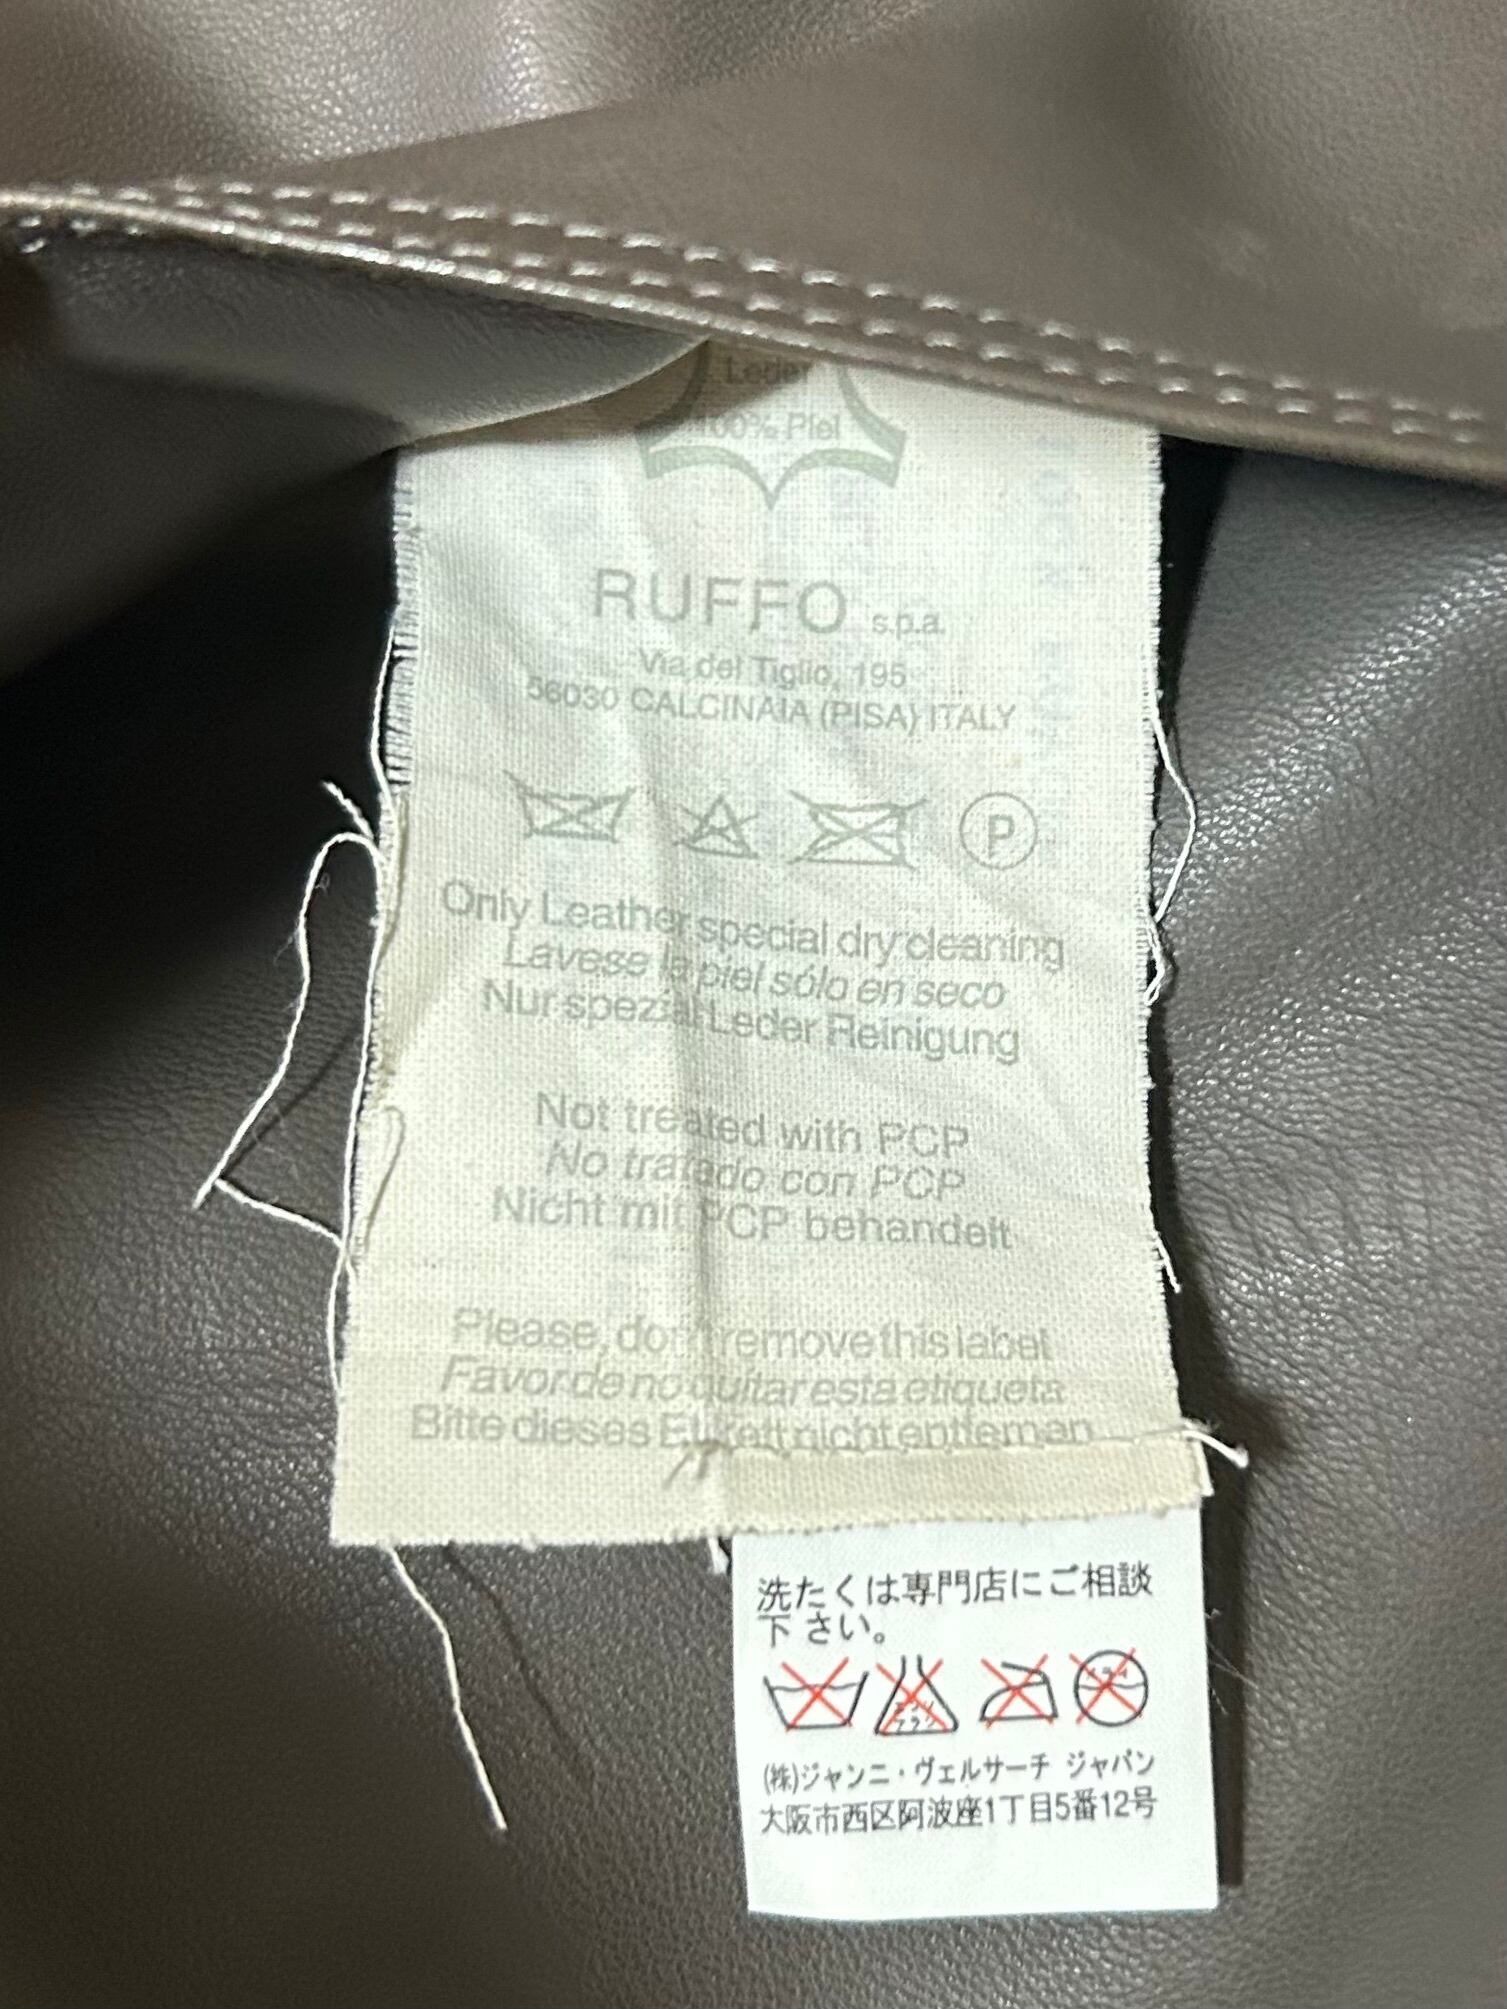 Leder
100% Piel
RUFFO s.p.a.
Via del Tiglio, 195
56030 CALCINAIA (PISA) ITALY
P
Only Leather special dry cleaning
Lavese la piel sólo en seco
Nur spezial Leder Reinigung
Not treated with PCP
No tratado con PCP
Nicht mit PCP behandelt
Please, don't remove this label
Favor de no quitar esta etiqueta
Bitte dieses Etikett nicht entfernan
洗たくは専門店にご相談
下さい。
(株)ジャンニ・ヴェルサーチ ジャパン
大阪市西区阿波座1丁目5番12号